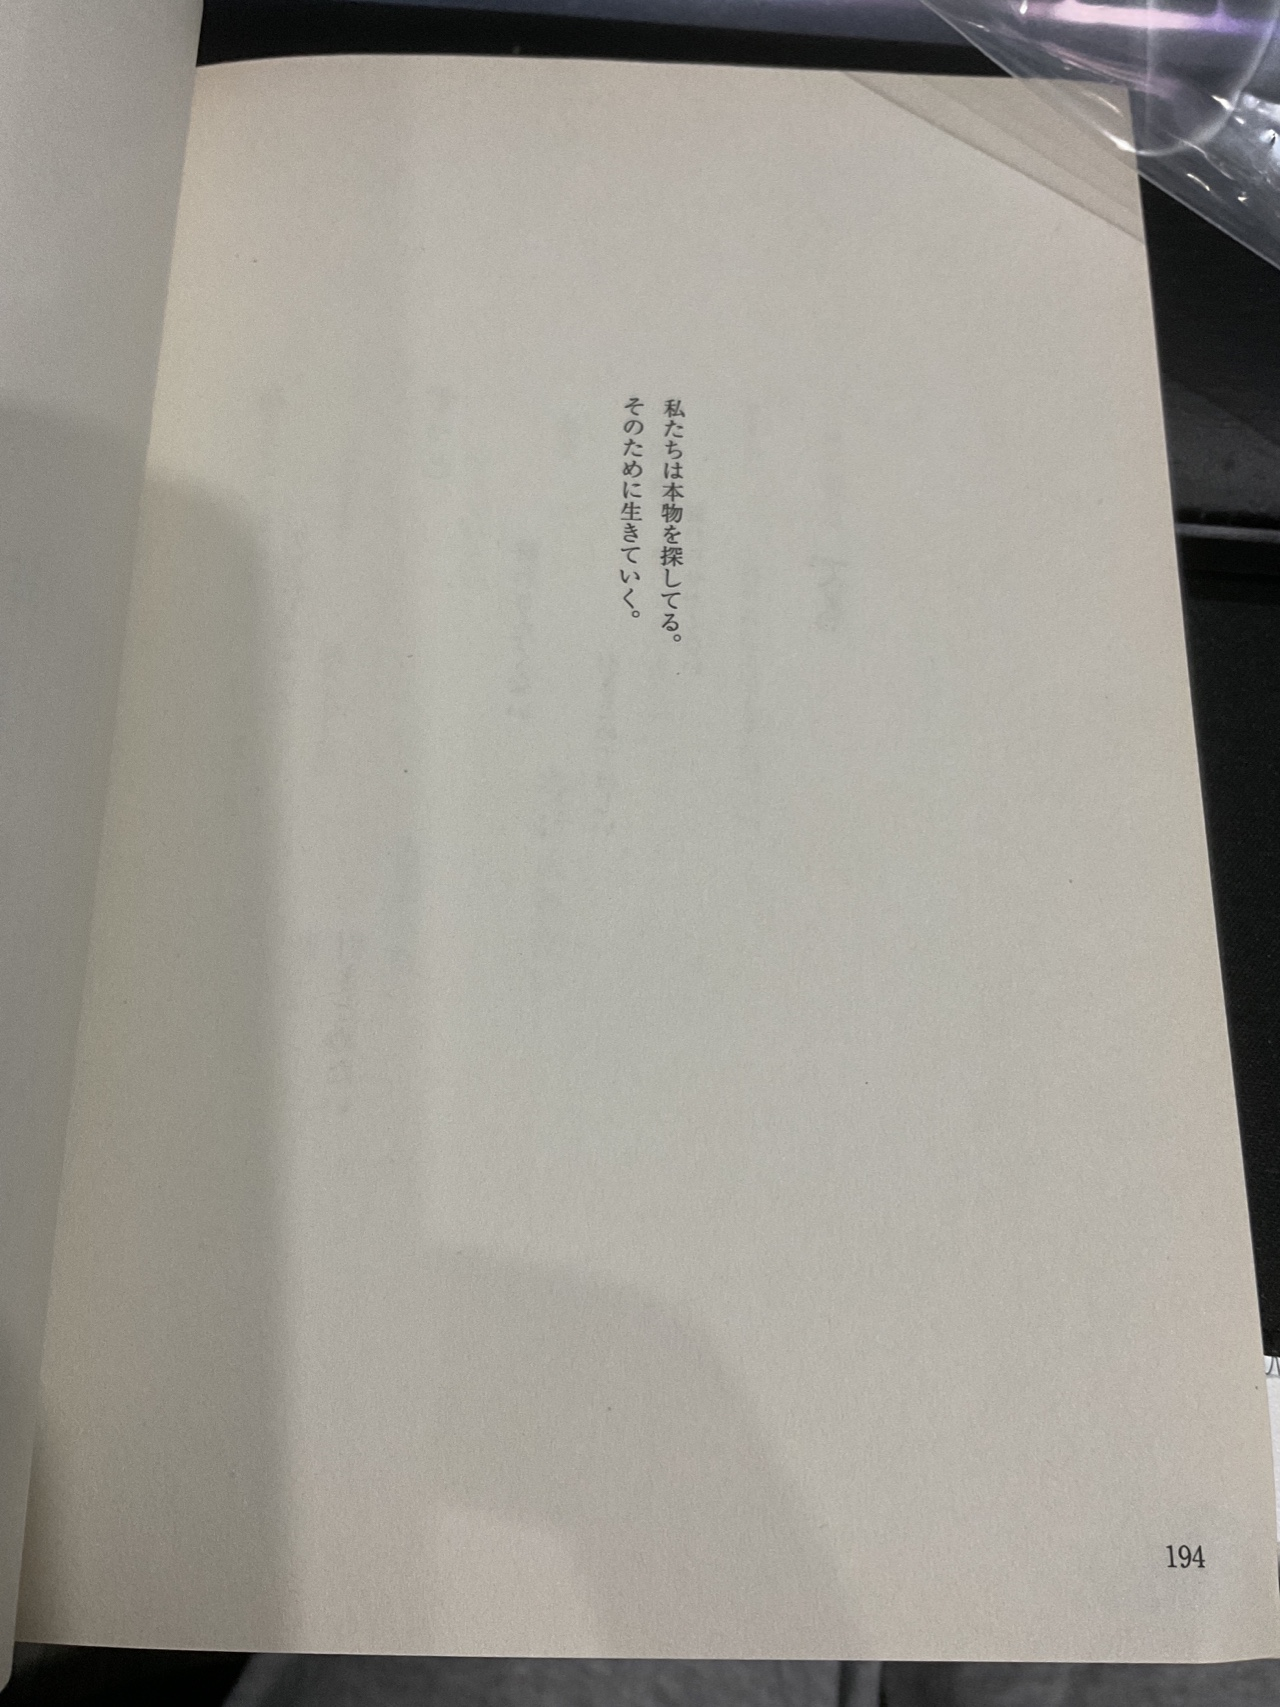 私たちは本物を探してる。
そのために生きていく。
194